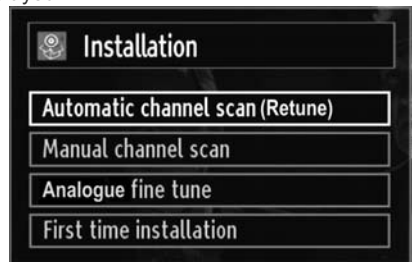 Installation
Automatic channel scan (Retune)
Manual channel scan
Analogue fine tune
First time installation